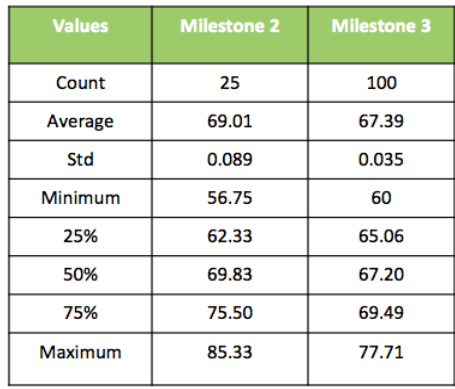 Values Milestone 2 Milestone 3
Count 25 100
Average 69.01 67.39
Std 0.089 0.035
Minimum 56.75 60
25% 62.33 65.06
50% 69.83 67.20
75% 75.50 69.49
Maximum 85.33 77.71